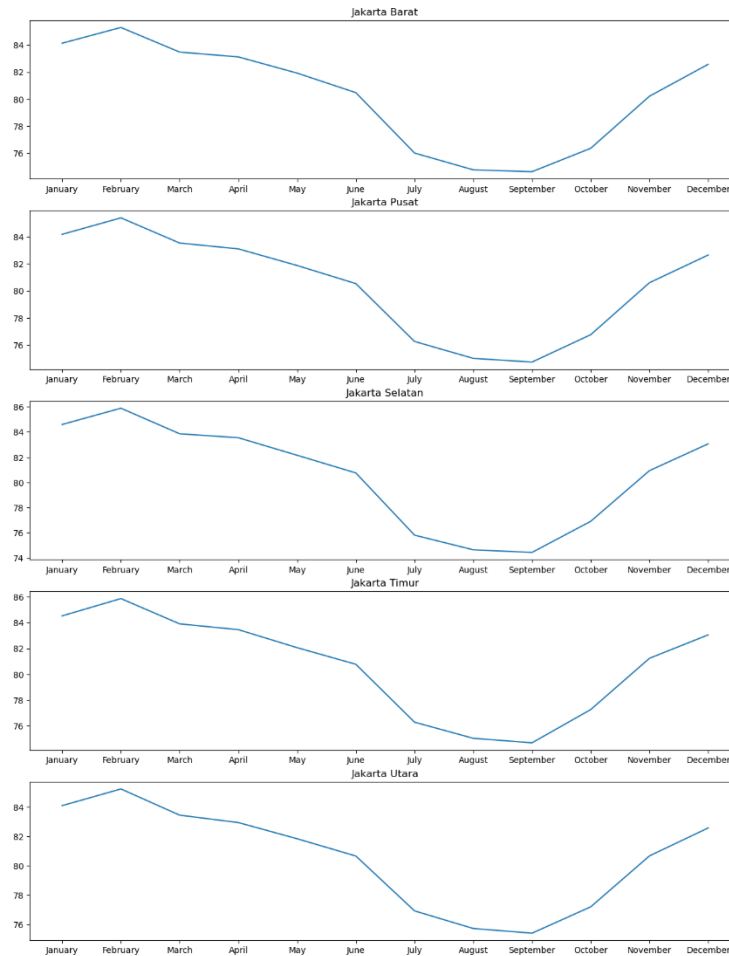 Jakarta Barat
84
82
80
78
76
January February March April May June July August September October November December
Jakarta Pusat
84
82
80
78
76
January February March April May June July August September October November December
Jakarta Selatan
86
84
82
80
78
76
74
January February March April May June July August September October November December
Jakarta Timur
86
84
82
80
78
76
January February March April May June July August September October November December
Jakarta Utara
84
82
80
78
76
January February March April May June July August September October November December